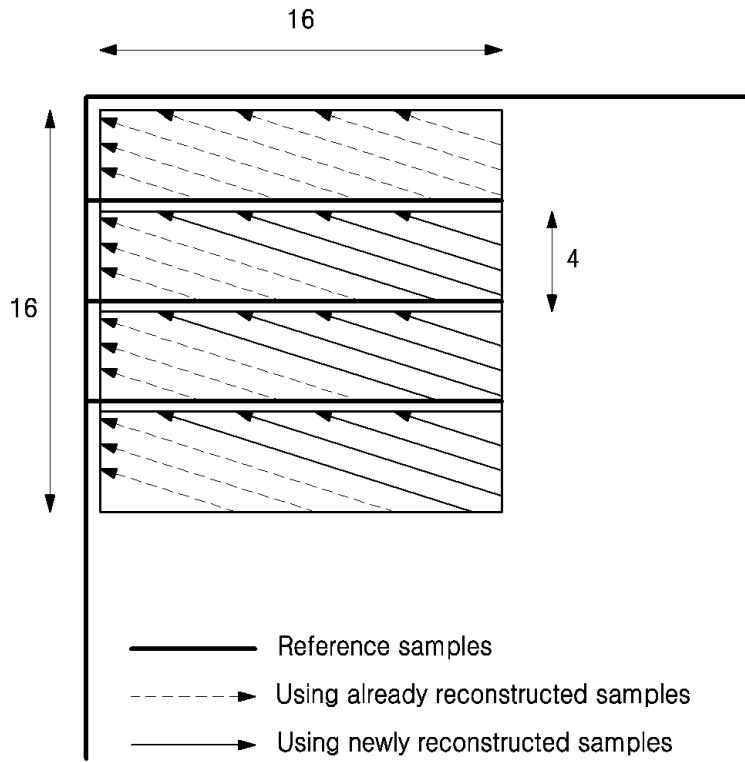 16
4
16
Reference samples
Using already reconstructed samples
Using newly reconstructed samples